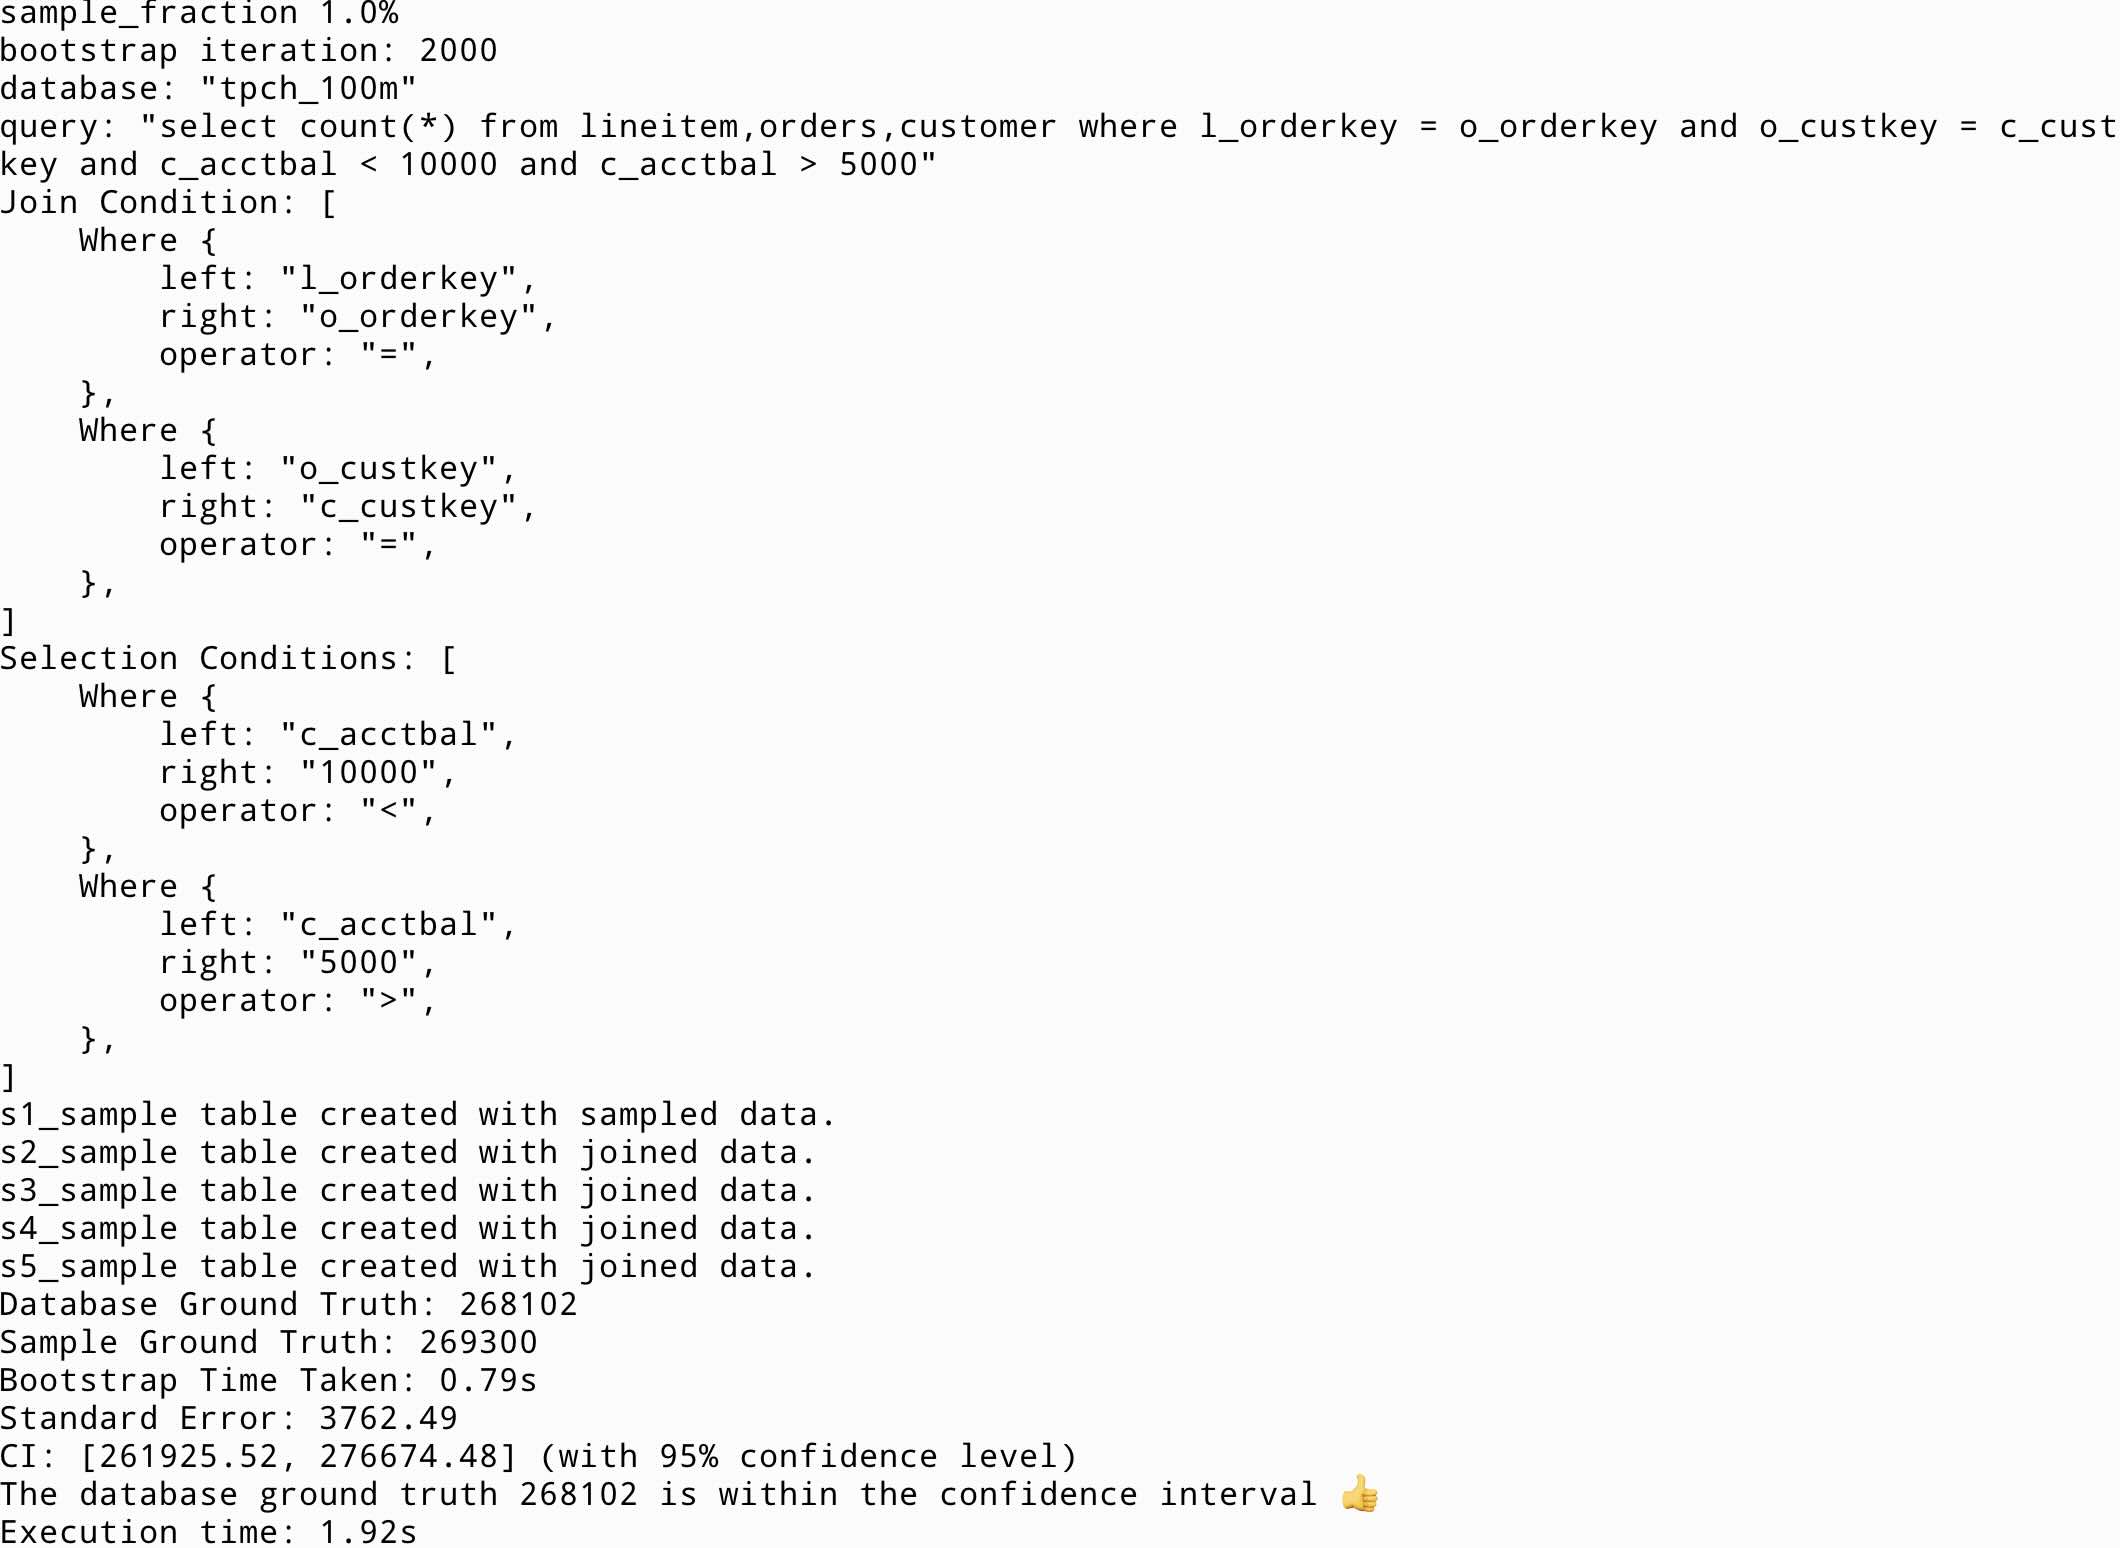 sample_fraction 1.0%
bootstrap iteration: 2000
database: "tpch_100m"
query: "select count(*) from lineitem,orders,customer where l_orderkey = o_orderkey and o_custkey = c_cust
key and c_acctbal < 10000 and c_acctbal > 5000"
Join Condition: [
    Where {
        left: "l_orderkey",
        right: "o_orderkey",
        operator: "=",
    },
    Where {
        left: "o_custkey",
        right: "c_custkey",
        operator: "=",
    },
]
Selection Conditions: [
    Where {
        left: "c_acctbal",
        right: "10000",
        operator: "<",
    },
    Where {
        left: "c_acctbal",
        right: "5000",
        operator: ">",
    },
]
s1_sample table created with sampled data.
s2_sample table created with joined data.
s3_sample table created with joined data.
s4_sample table created with joined data.
s5_sample table created with joined data.
Database Ground Truth: 268102
Sample Ground Truth: 269300
Bootstrap Time Taken: 0.79s
Standard Error: 3762.49
CI: [261925.52, 276674.48] (with 95% confidence level)
The database ground truth 268102 is within the confidence interval 👍
Execution time: 1.92s